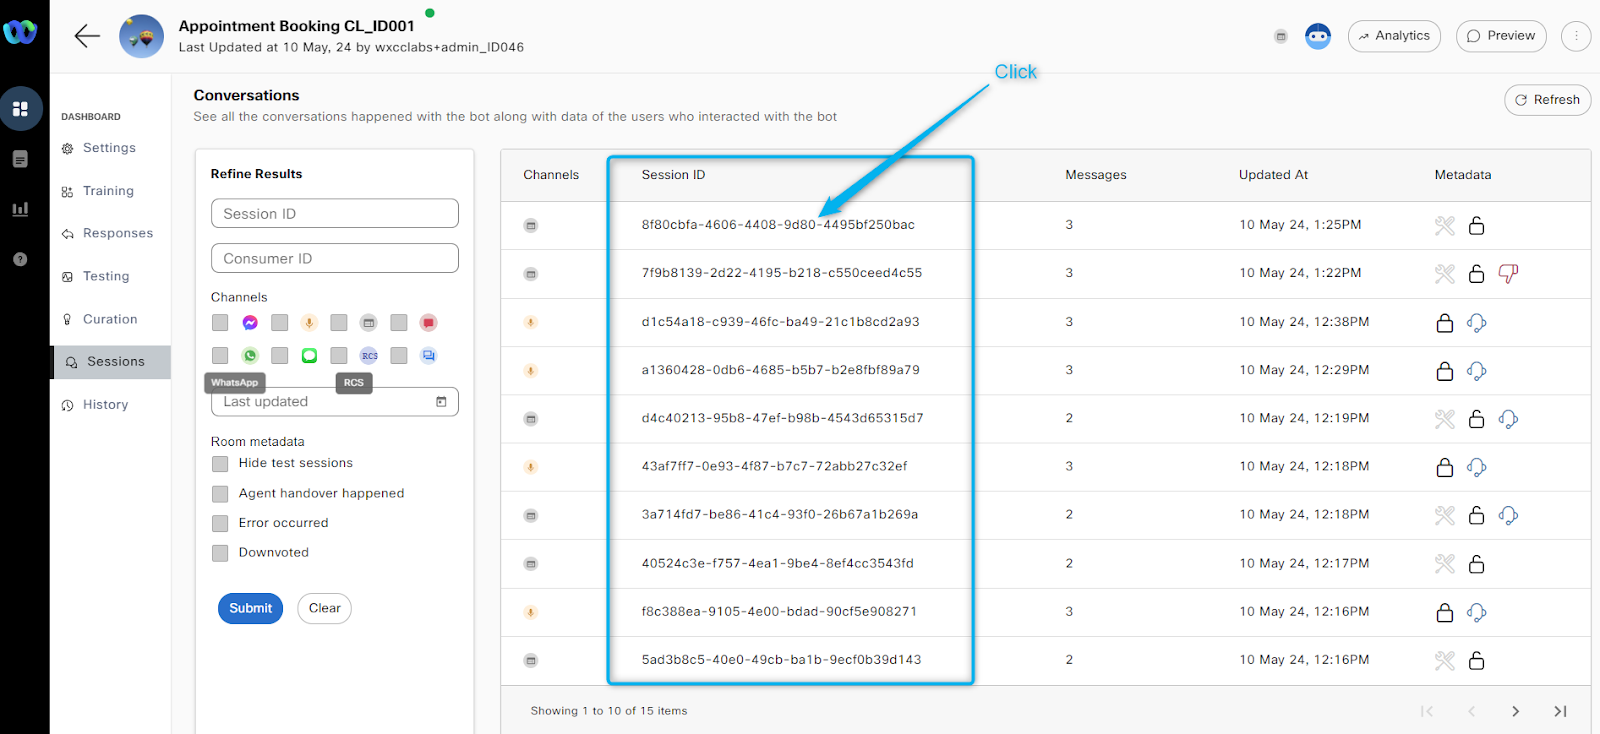 Appointment Booking CL_ID001
Last Updated at 10 May, 24 by wxcclabs+admin_ID046
Analytics
Preview
Click
Conversations
See all the conversations happened with the bot along with data of the users who interacted with the bot
Refresh
DASHBOARD
Settings
Training
Responses
Testing
Curation
Sessions
History
Refine Results
Session ID
Consumer ID
Channels
RCS
WhatsApp
RCS
Last updated
Room metadata
Hide test sessions
Agent handover happened
Error occurred
Downvoted
Submit
Clear
Channels Session ID Messages Updated At Metadata
8f80cbfa-4606-4408-9d80-4495bf250bac 3 10 May 24, 1:25PM
7f9b8139-2d22-4195-b218-c550ceed4c55 3 10 May 24, 1:22PM
d1c54a18-c939-46fc-ba49-21c1b8cd2a93 3 10 May 24, 12:38PM
a1360428-0db6-4685-b5b7-b2e8fbf89a79 3 10 May 24, 12:29PM
d4c40213-95b8-47ef-b98b-4543d65315d7 2 10 May 24, 12:19PM
43af7ff7-0e93-4f87-b7c7-72abb27c32ef 3 10 May 24, 12:18PM
3a714fd7-be86-41c4-93f0-26b67a1b269a 2 10 May 24, 12:18PM
40524c3e-f757-4ea1-9be4-8ef4cc3543fd 2 10 May 24, 12:17PM
f8c388ea-9105-4e00-bdad-90cf5e908271 3 10 May 24, 12:16PM
5ad3b8c5-40e0-49cb-ba1b-9ecf0b39d143 2 10 May 24, 12:16PM
Showing 1 to 10 of 15 items